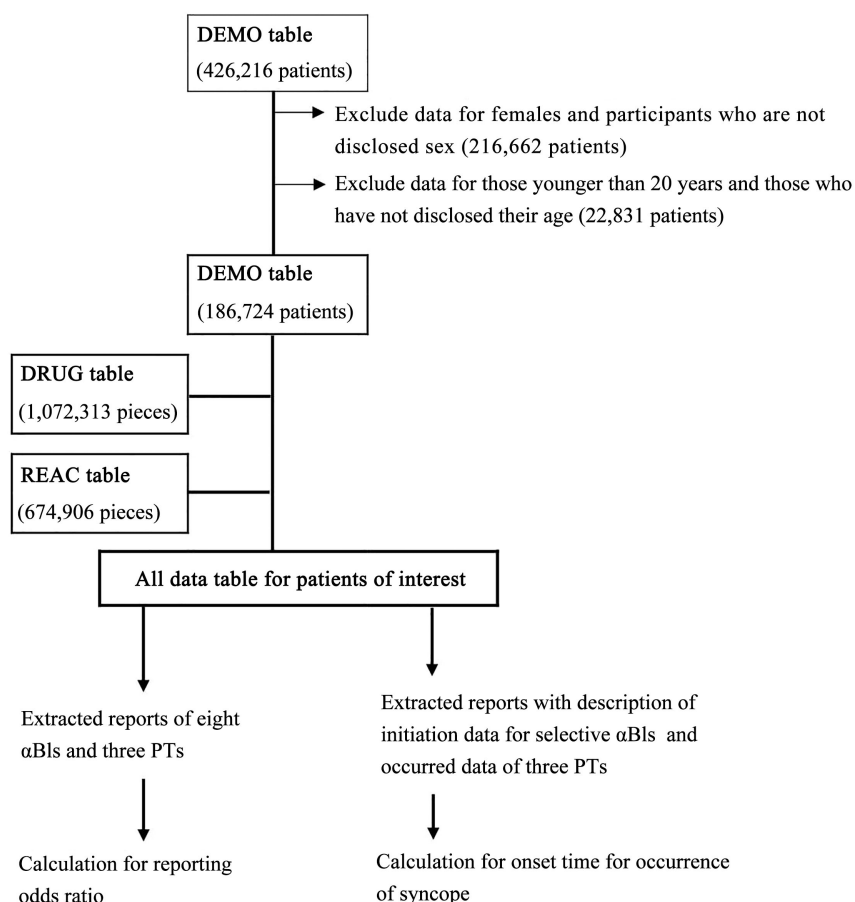 DEMO table
(426,216 patients)
Exclude data for females and participants who are not
disclosed sex (216,662 patients)
Exclude data for those younger than 20 years and those who
have not disclosed their age (22,831 patients)
DEMO table
(186,724 patients)
DRUG table
(1,072,313 pieces)
REAC table
(674,906 pieces)
All data table for patients of interest
Extracted reports of eight
αBls and three PTs
Extracted reports with description of
initiation data for selective αBls and
occurred data of three PTs
Calculation for reporting
odds ratio
Calculation for onset time for occurrence
of syncope